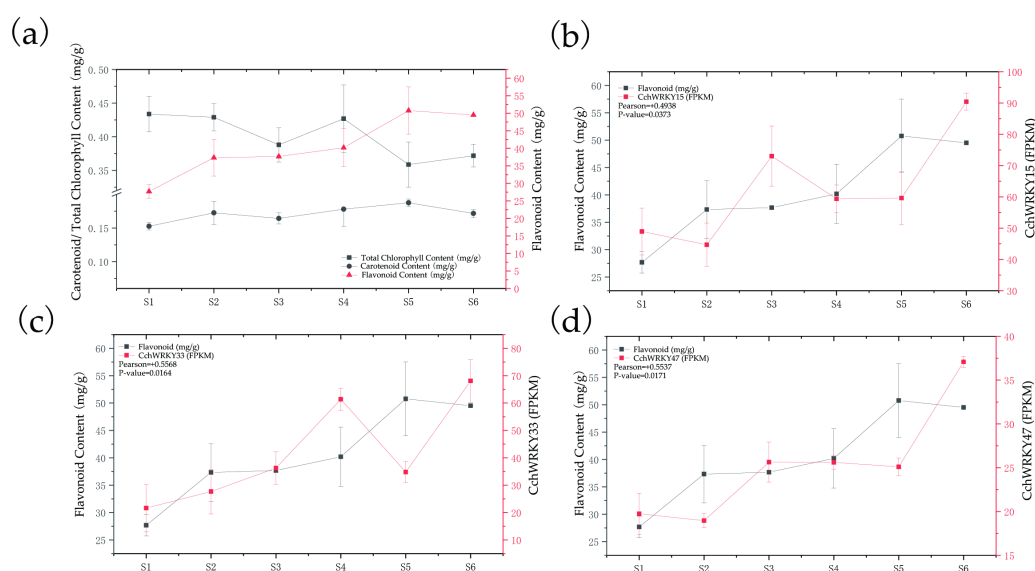 (a)
Carotenoid/ Total Chlorophyll Content (mg/g)
0.50
0.45
0.40
0.35
0.15
0.10
60
55
50
45
40
35
30
25
20
15
10
5
0
Flavonoid Content (mg/g)
Total Chlorophyll Content (mg/g)
Carotenoid Content (mg/g)
Flavonoid Content (mg/g)
S1 S2 S3 S4 S5 S6
(b)
Flavonoid Content (mg/g)
60
55
50
45
40
35
30
25
Flavonoid (mg/g)
CchWRKY15 (FPKM)
Pearson=+0.4938
P-value=0.0373
100
90
80
70
60
50
40
30
CchWRKY15 (FPKM)
S1 S2 S3 S4 S5 S6
(c)
Flavonoid Content (mg/g)
60
55
50
45
40
35
30
25
Flavonoid (mg/g)
CchWRKY33 (FPKM)
Pearson=+0.5568
P-value=0.0164
80
70
60
50
40
30
20
10
0
CchWRKY33 (FPKM)
S1 S2 S3 S4 S5 S6
(d)
Flavonoid Content (mg/g)
60
55
50
45
40
35
30
25
Flavonoid (mg/g)
CchWRKY47 (FPKM)
Pearson=+0.5537
P-value=0.0171
40
35
30
25
20
15
CchWRKY47 (FPKM)
S1 S2 S3 S4 S5 S6